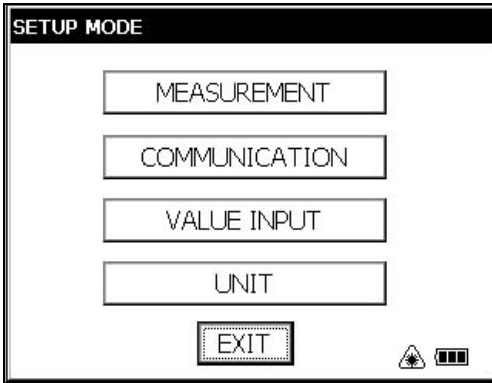 SETUP MODE
MEASUREMENT
COMMUNICATION
VALUE INPUT
UNIT
EXIT